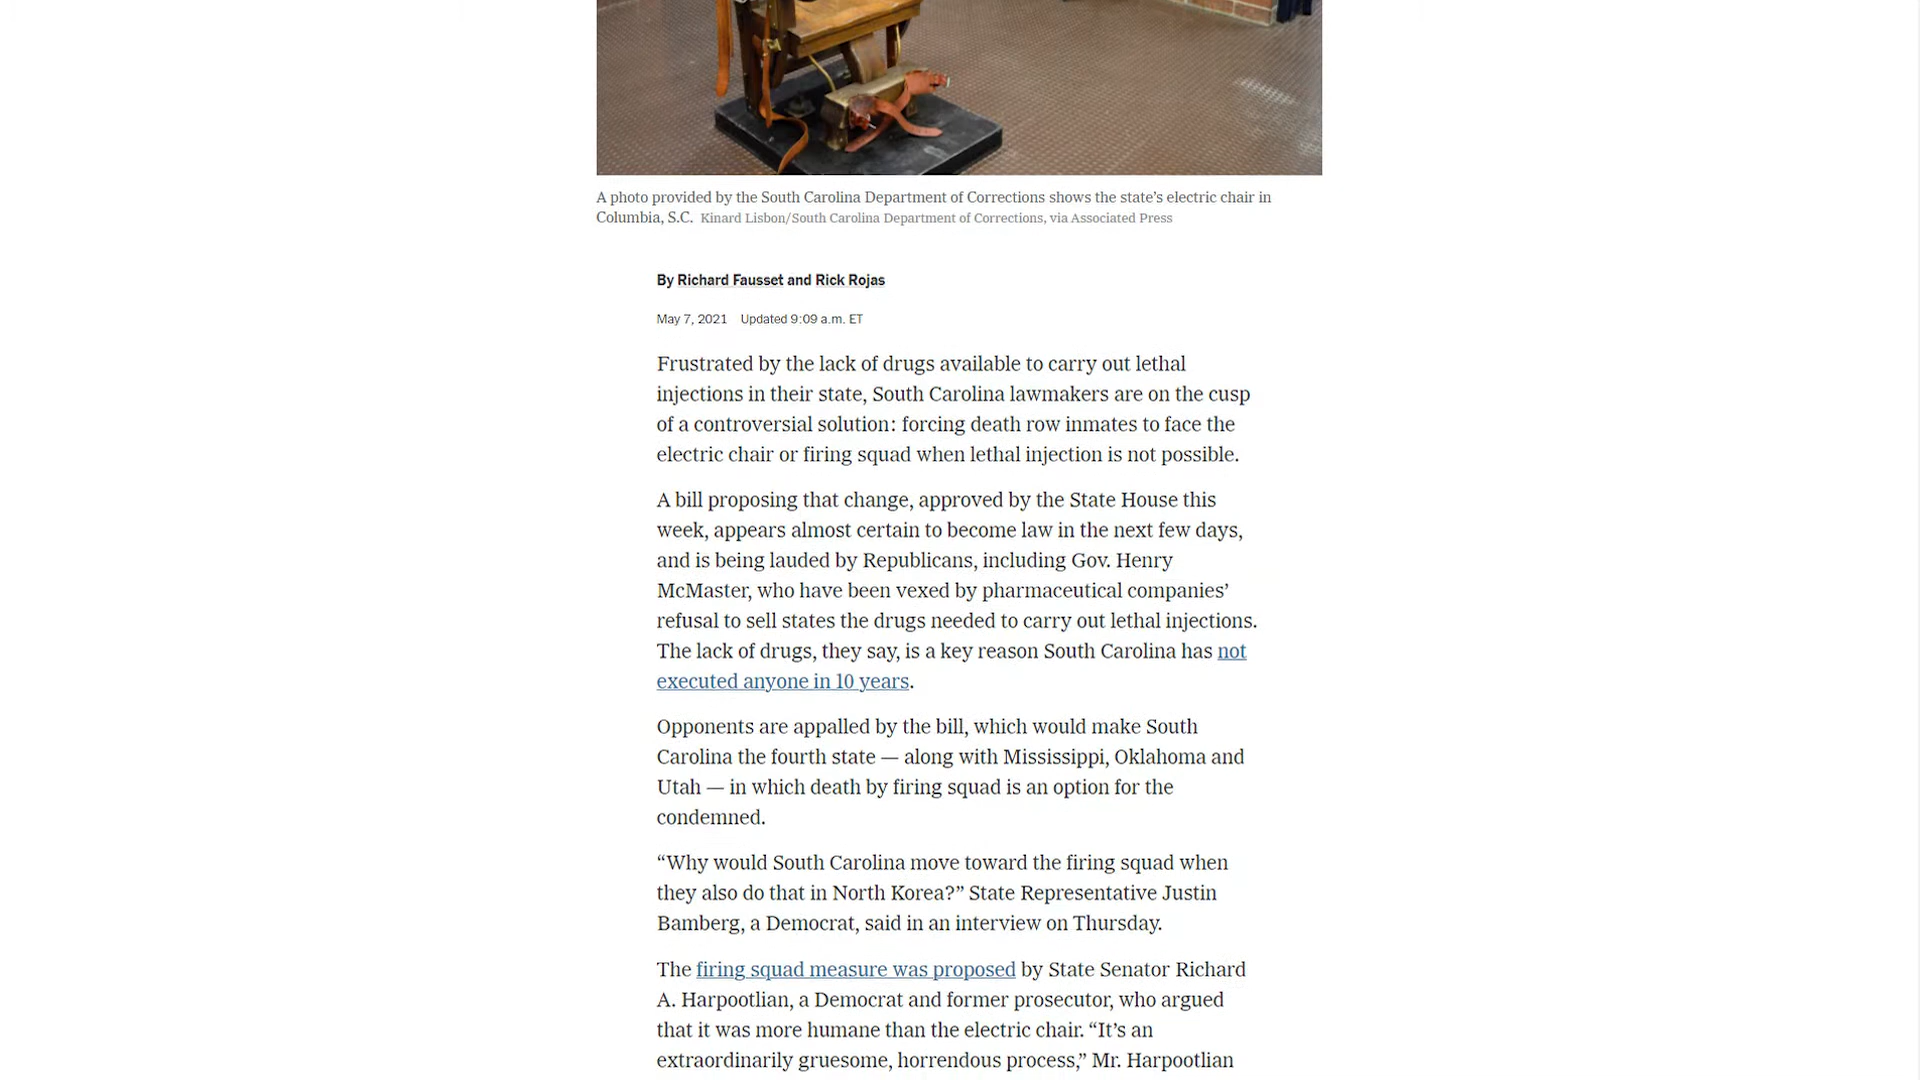 A photo provided by the South Carolina Department of Corrections shows the state’s electric chair in
Columbia, S.C. Kinard Lisbon/South Carolina Department of Corrections, via Associated Press
By Richard Fausset and Rick Rojas
May 7, 2021 Updated 9:09 a.m. ET
Frustrated by the lack of drugs available to carry out lethal
injections in their state, South Carolina lawmakers are on the cusp
of a controversial solution: forcing death row inmates to face the
electric chair or firing squad when lethal injection is not possible.
A bill proposing that change, approved by the State House this
week, appears almost certain to become law in the next few days,
and is being lauded by Republicans, including Gov. Henry
McMaster, who have been vexed by pharmaceutical companies’
refusal to sell states the drugs needed to carry out lethal injections.
The lack of drugs, they say, is a key reason South Carolina has not
executed anyone in 10 years.
Opponents are appalled by the bill, which would make South
Carolina the fourth state — along with Mississippi, Oklahoma and
Utah — in which death by firing squad is an option for the
condemned.
“Why would South Carolina move toward the firing squad when
they also do that in North Korea?” State Representative Justin
Bamberg, a Democrat, said in an interview on Thursday.
The firing squad measure was proposed by State Senator Richard
A. Harpootlian, a Democrat and former prosecutor, who argued
that it was more humane than the electric chair. “It’s an
extraordinarily gruesome, horrendous process,” Mr. Harpootlian